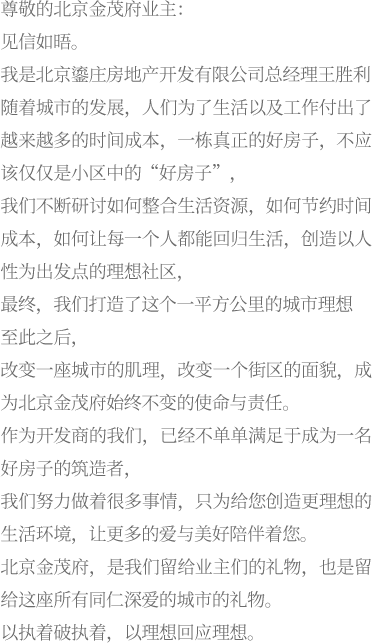 尊敬的北京金茂府业主：
见信如晤。
我是北京鎏庄房地产开发有限公司总经理王胜利
随着城市的发展，人们为了生活以及工作付出了
越来越多的时间成本，一栋真正的好房子，不应
该仅仅是小区中的“好房子”，
我们不断研讨如何整合生活资源，如何节约时间
成本，如何让每一个人都能回归生活，创造以人
性为出发点的理想社区，
最终，我们打造了这个一平方公里的城市理想
至此之后，
改变一座城市的肌理，改变一个街区的面貌，成
为北京金茂府始终不变的使命与责任。
作为开发商的我们，已经不单单满足于成为一名
好房子的筑造者，
我们努力做着很多事情，只为给您创造更理想的
生活环境，让更多的爱与美好陪伴着您。
北京金茂府，是我们留给业主们的礼物，也是留
给这座所有同仁深爱的城市的礼物。
以执着破执着，以理想回应理想。